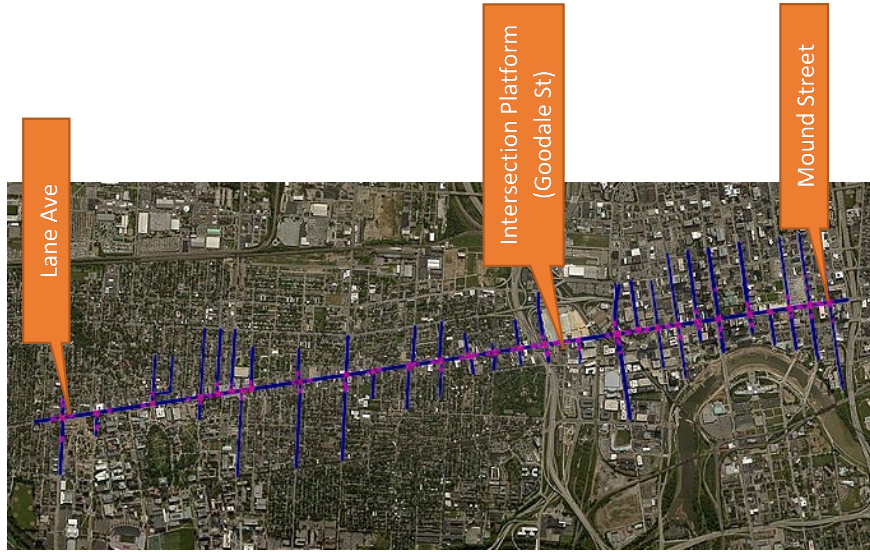 Lane Ave
Intersection Platform
(Goodale St)
Mound Street